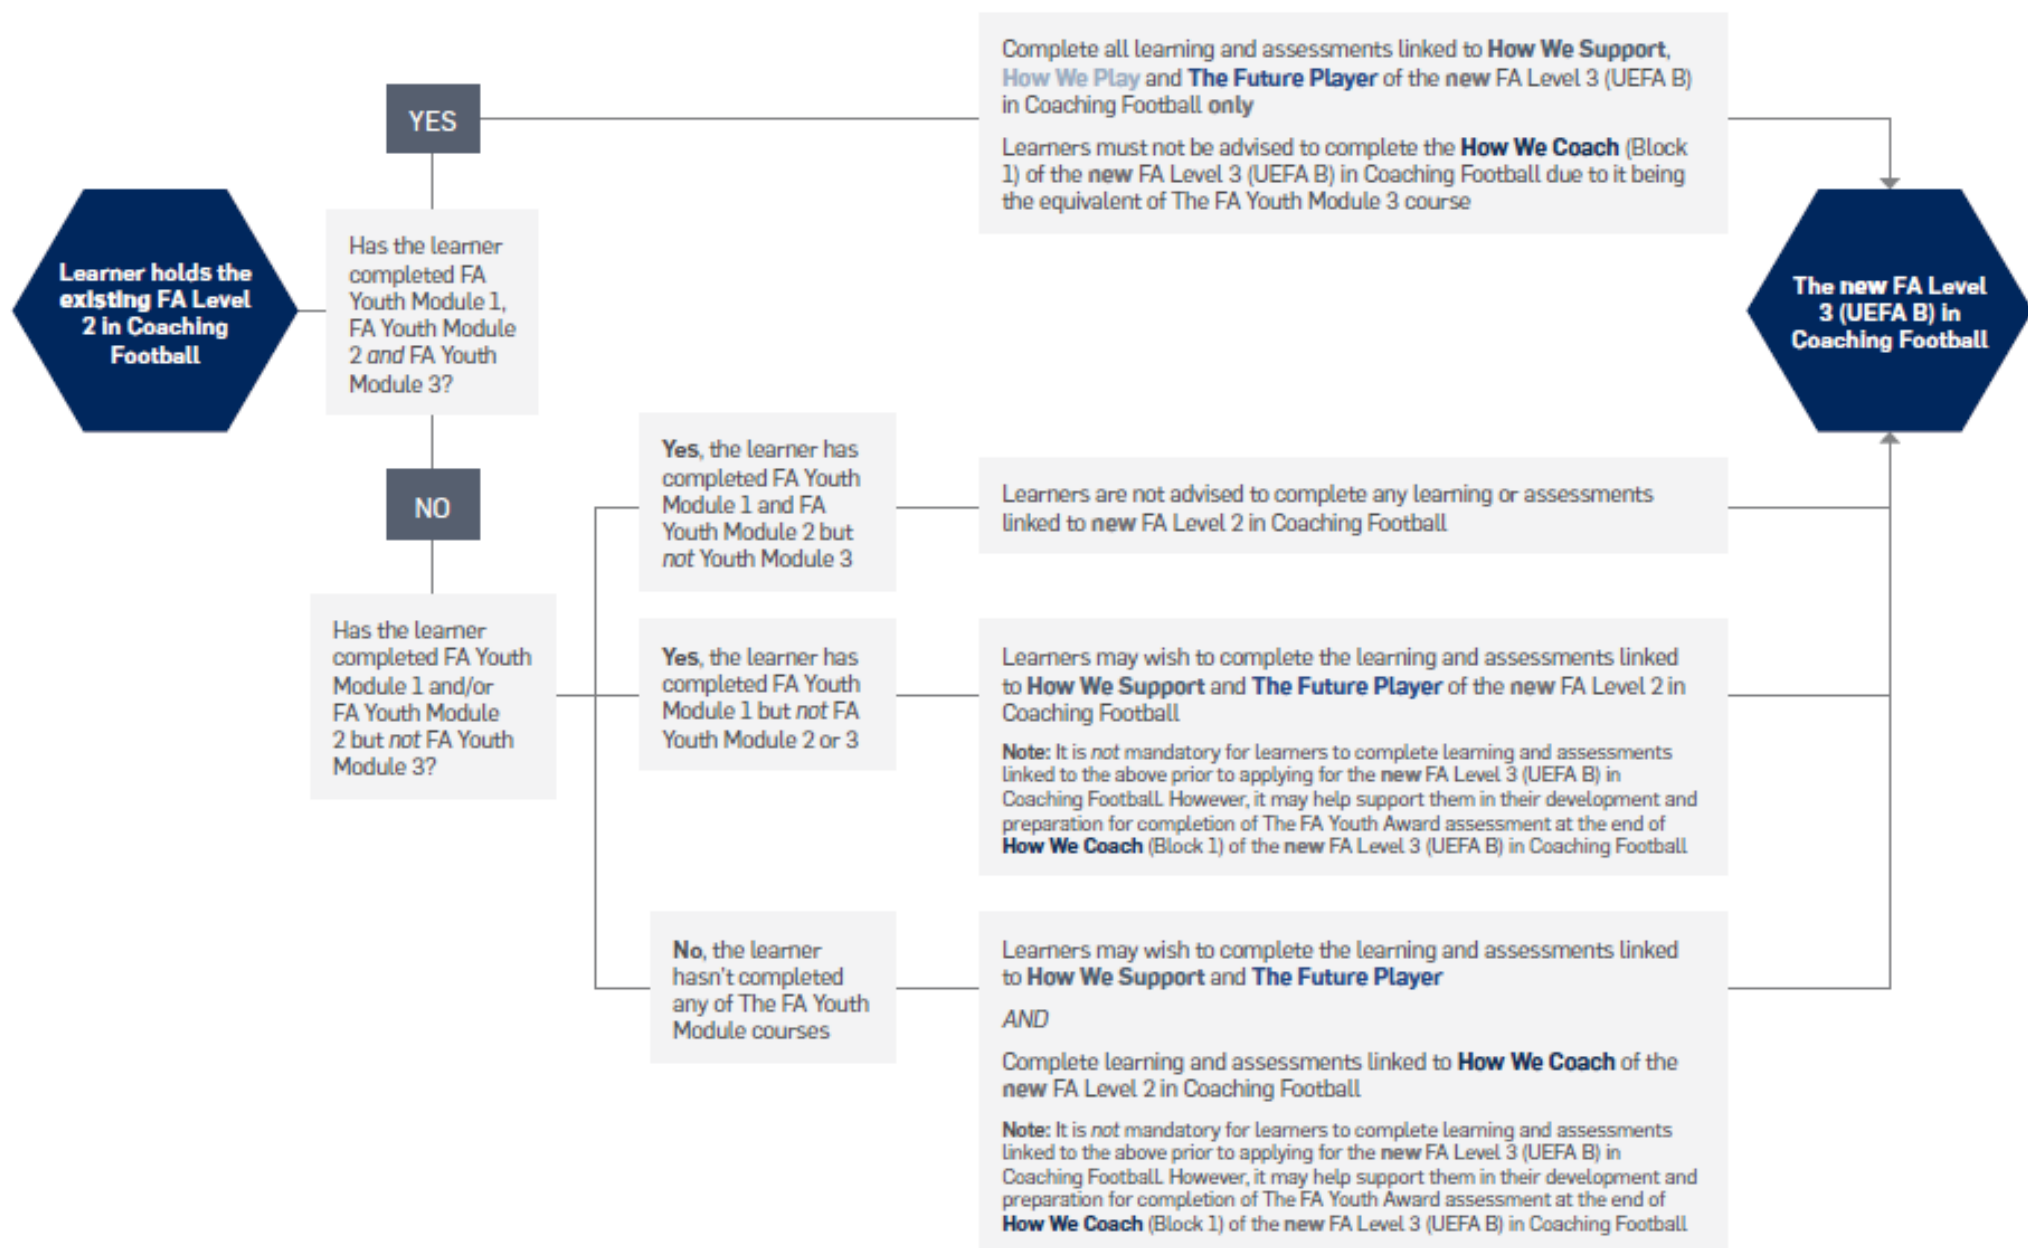 Learner holds the
existing FA Level
2 in Coaching
Football
YES
Has the learner
completed FA
Youth Module 1,
FA Youth Module
2 and FA Youth
Module 3?
NO
Has the learner
completed FA Youth
Module 1 and/or
FA Youth Module
2 but not FA Youth
Module 3?
Complete all learning and assessments linked to How We Support,
How We Play and The Future Player of the new FA Level 3 (UEFA B)
in Coaching Football only
Learners must not be advised to complete the How We Coach (Block
1) of the new FA Level 3 (UEFA B) in Coaching Football due to it being
the equivalent of The FA Youth Module 3 course
Yes, the learner has
completed FA Youth
Module 1 and FA
Youth Module 2 but
not Youth Module 3
Learners are not advised to complete any learning or assessments
linked to new FA Level 2 in Coaching Football
Yes, the learner has
completed FA Youth
Module 1 but not FA
Youth Module 2 or 3
Learners may wish to complete the learning and assessments linked
to How We Support and The Future Player of the new FA Level 2 in
Coaching Football
Note: It is not mandatory for learners to complete learning and assessments
linked to the above prior to applying for the new FA Level 3 (UEFA B) in
Coaching Football. However, it may help support them in their development and
preparation for completion of The FA Youth Award assessment at the end of
How We Coach (Block 1) of the new FA Level 3 (UEFA B) in Coaching Football
No, the learner
hasn't completed
any of The FA Youth
Module courses
Learners may wish to complete the learning and assessments linked
to How We Support and The Future Player
AND
Complete learning and assessments linked to How We Coach of the
new FA Level 2 in Coaching Football
Note: It is not mandatory for learners to complete learning and assessments
linked to the above prior to applying for the new FA Level 3 (UEFA B) in
Coaching Football. However, it may help support them in their development and
preparation for completion of The FA Youth Award assessment at the end of
How We Coach (Block 1) of the new FA Level 3 (UEFA B) in Coaching Football
The new FA Level
3 (UEFA B) in
Coaching Football